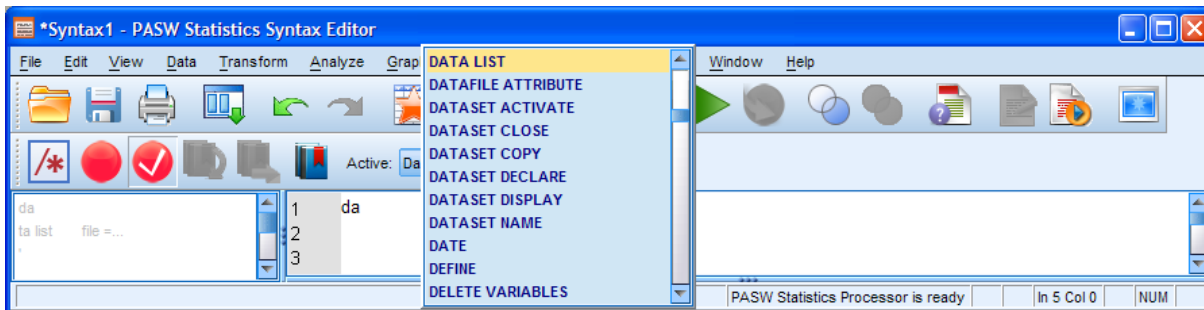 *Syntax1 - PASW Statistics Syntax Editor
File Edit View Data Transform Analyze Grap Window Help
DATA LIST
DATAFILE ATTRIBUTE
DATASET ACTIVATE
DATASET CLOSE
DATASET COPY
DATASET DECLARE
DATASET DISPLAY
DATASET NAME
DATE
DEFINE
DELETE VARIABLES
/*
Active: Da
da
ta list file =...
'
1 da
2
3
PASW Statistics Processor is ready In 5 Col 0 NUM